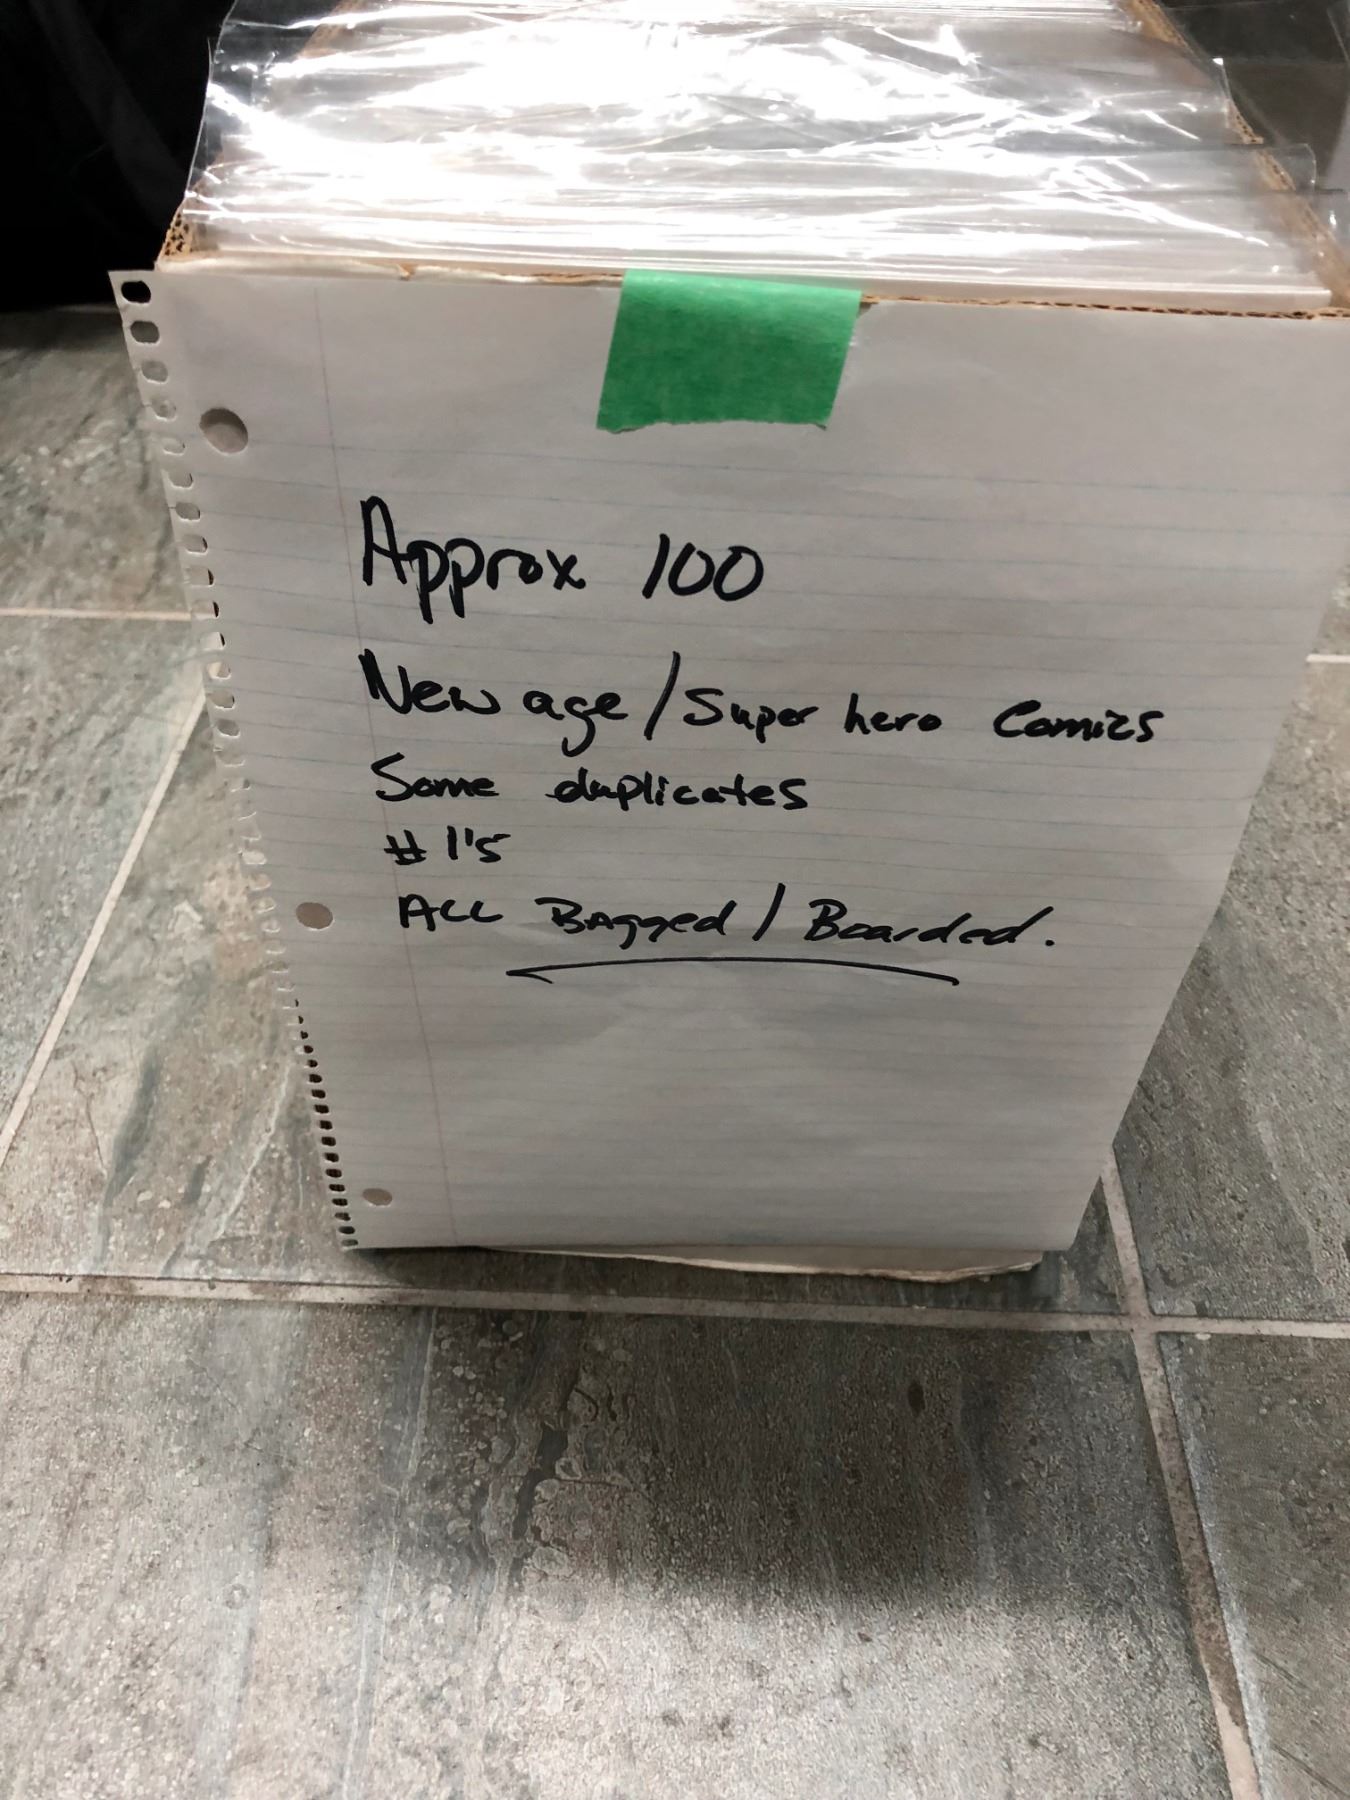 Approx 100
New age/Super hero Comics
Some duplicates
# 1's
ALL Bagged / Boarded.